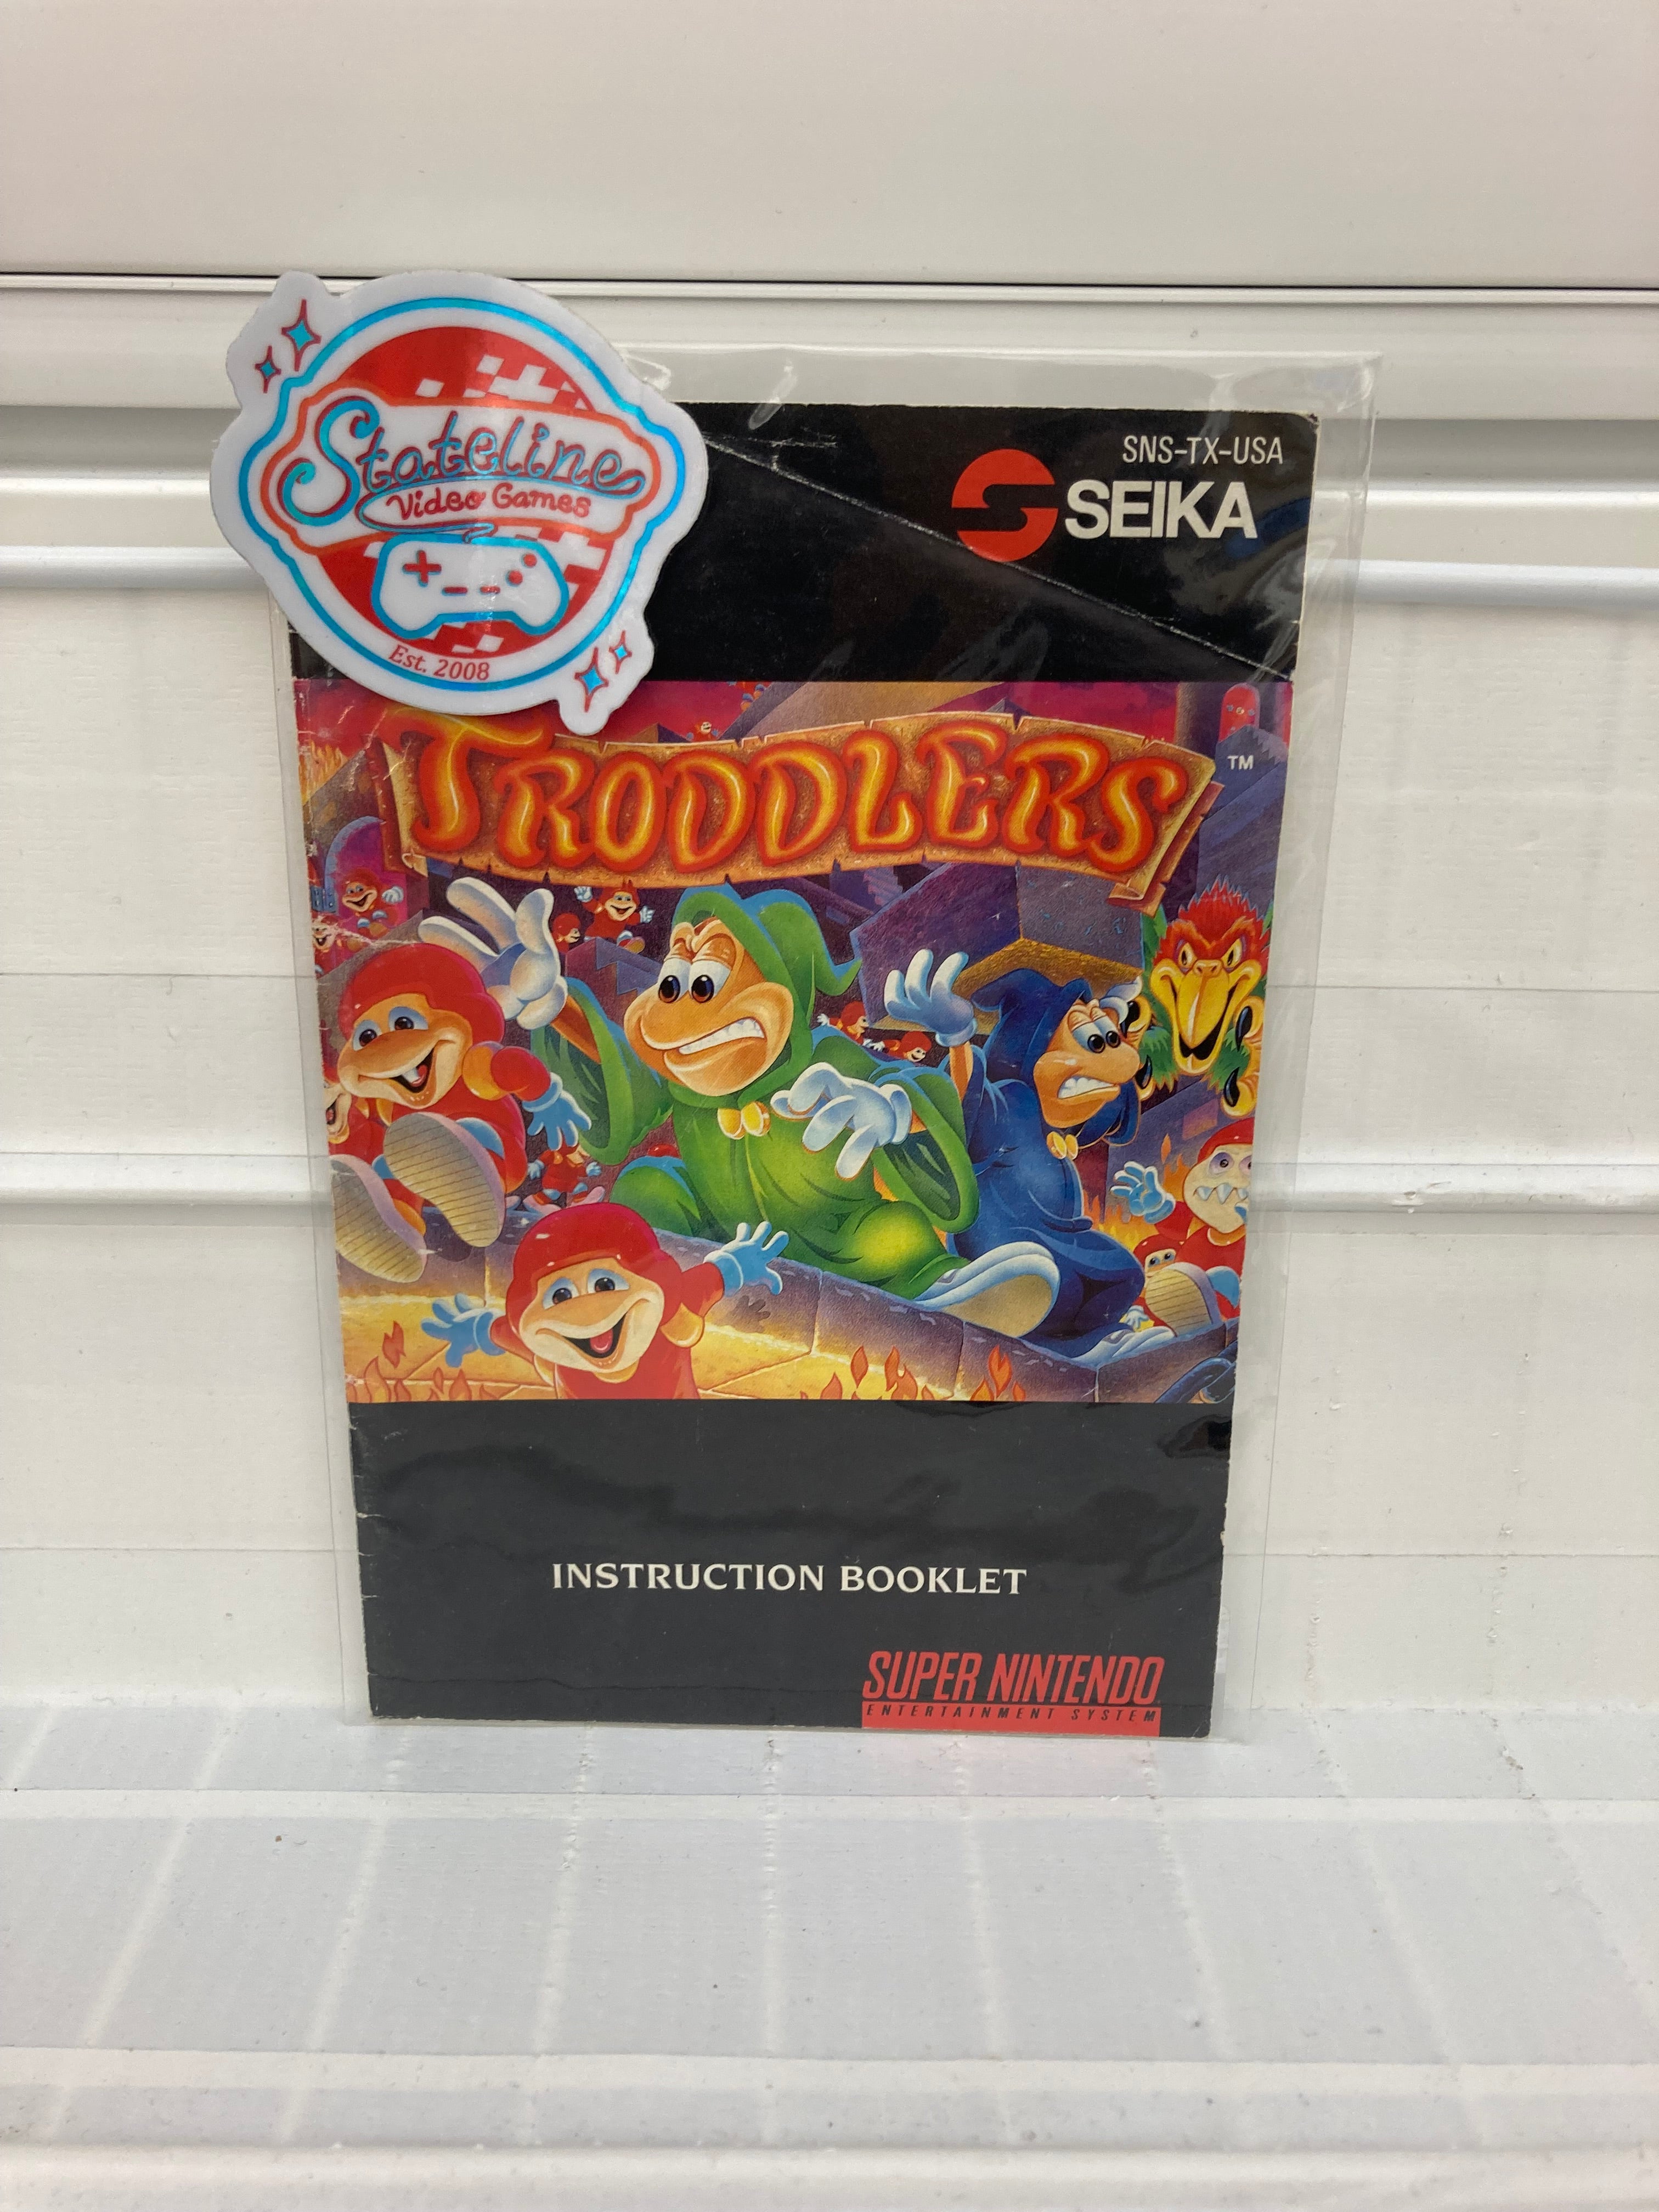 Stateline
Video Games
Est. 2008
SNS-TX-USA
SEIKA
TRODDLERS
TM
INSTRUCTION BOOKLET
SUPER NINTENDO
ENTERTAINMENT SYSTEM